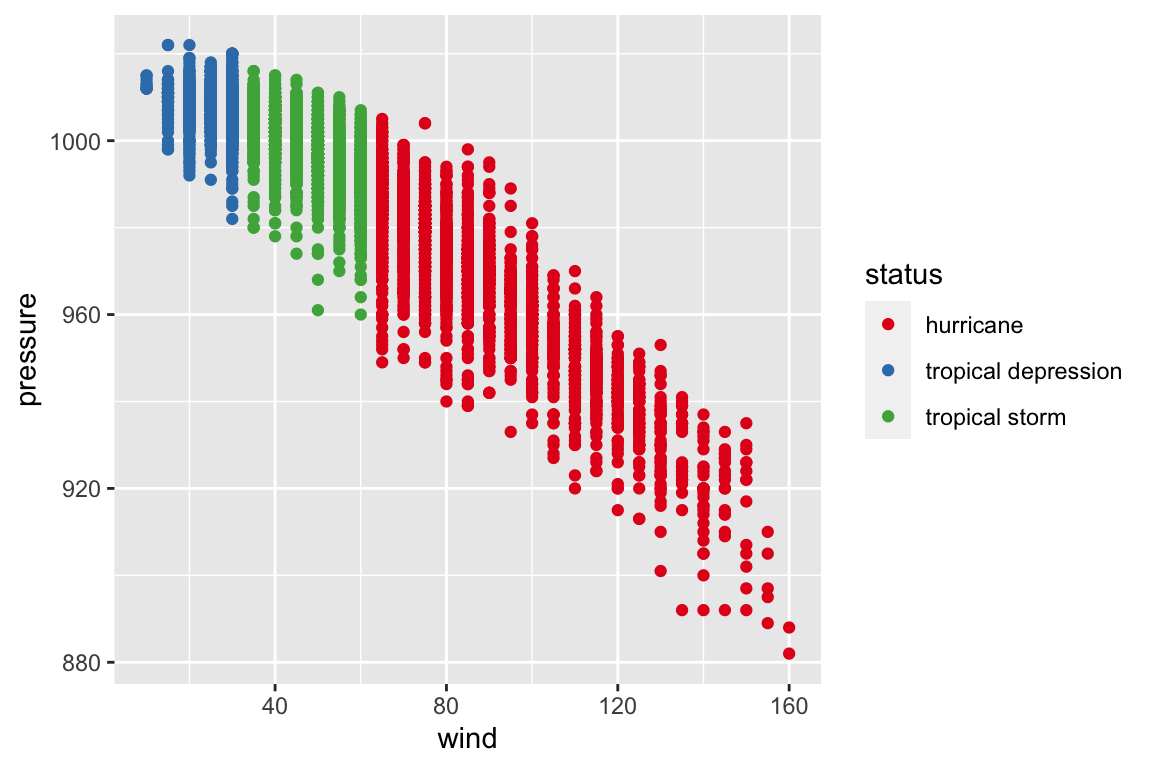 1000
960
920
880
pressure
40
80
120
160
wind
status
hurricane
tropical depression
tropical storm